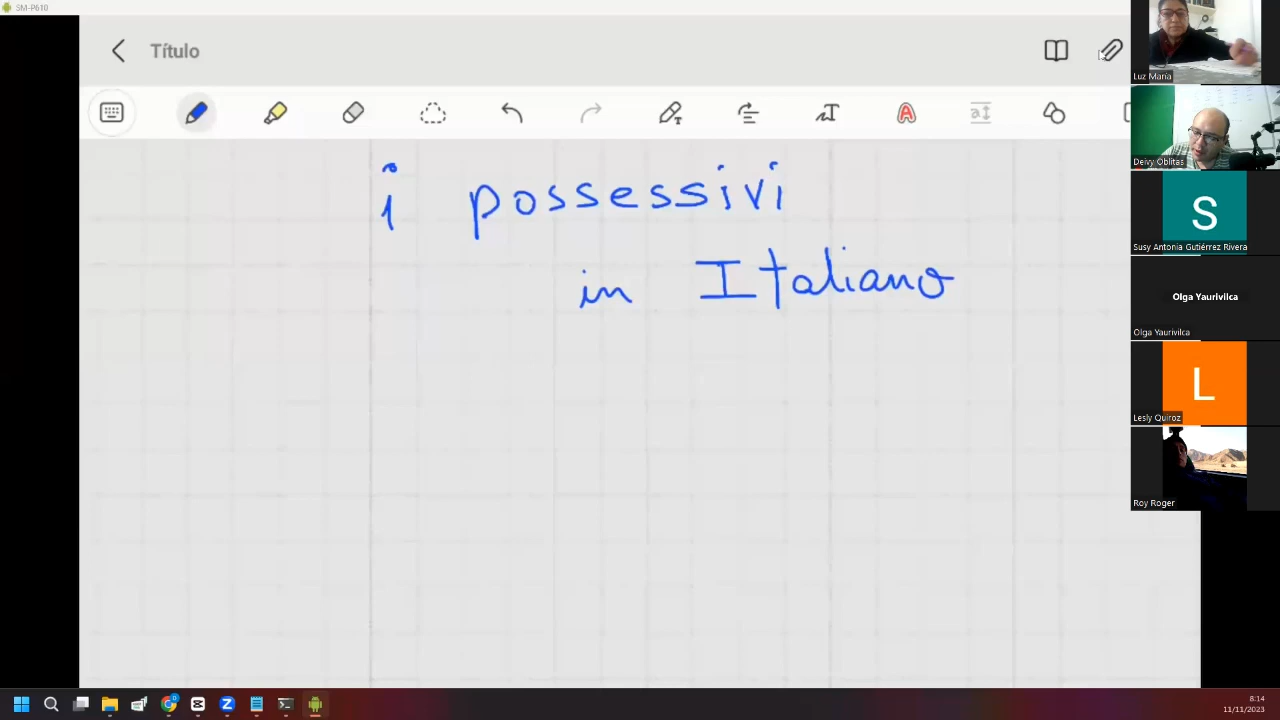 SM-P610
Título
i possessivi
in Italiano
Luz María
Deivy Oblitas
S
Susy Antonia Gutiérrez Rivera
Olga Yaurivilca
Olga Yaurivilca
L
Lesly Quiroz
Roy Roger
8:14
11/11/2023